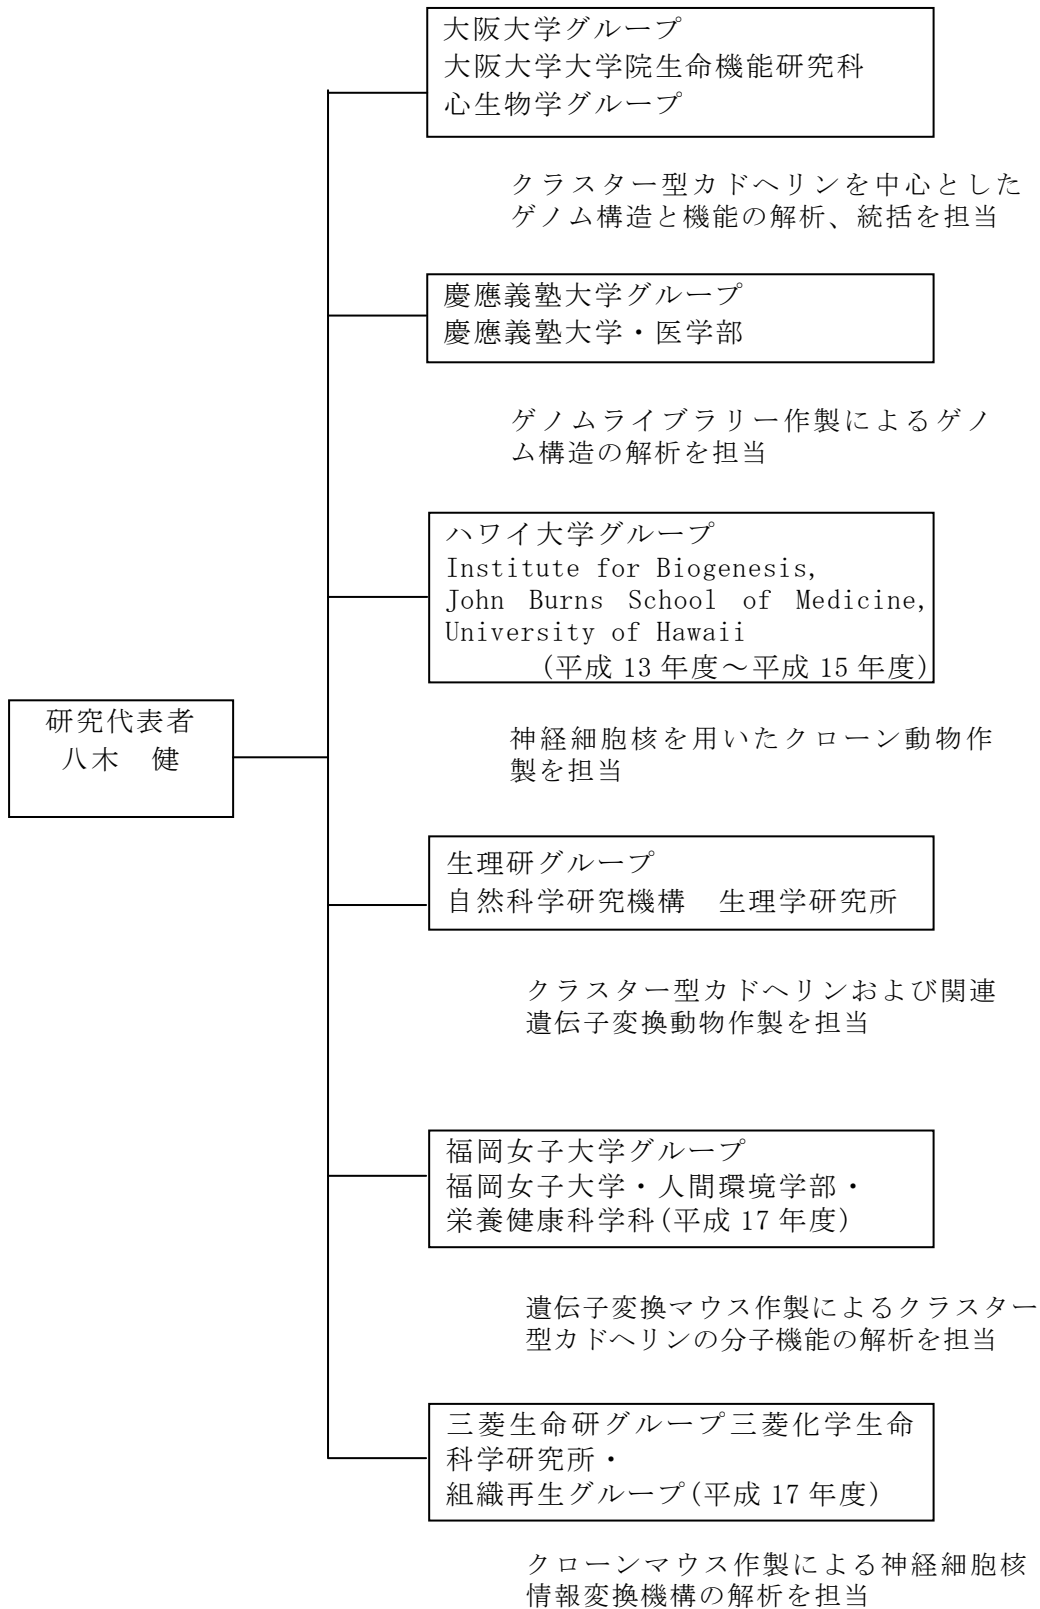 大阪大学グループ
大阪大学大学院生命機能研究科
心生物学グループ
クラスター型カドヘリンを中心とした
ゲノム構造と機能の解析、統括を担当
慶應義塾大学グループ
慶應義塾大学・医学部
ゲノムライブラリー作製によるゲノ
ム構造の解析を担当
ハワイ大学グループ
Institute for Biogenesis,
John Burns School of Medicine,
University of Hawaii
(平成 13 年度～平成 15 年度)
研究代表者
八木　健
神経細胞核を用いたクローン動物作
製を担当
生理研グループ
自然科学研究機構　生理学研究所
クラスター型カドヘリンおよび関連
遺伝子変換動物作製を担当
福岡女子大学グループ
福岡女子大学・人間環境学部・
栄養健康科学科(平成 17 年度)
遺伝子変換マウス作製によるクラスター
型カドヘリンの分子機能の解析を担当
三菱生命研グループ三菱化学生命
科学研究所・
組織再生グループ(平成 17 年度)
クローンマウス作製による神経細胞核
情報変換機構の解析を担当